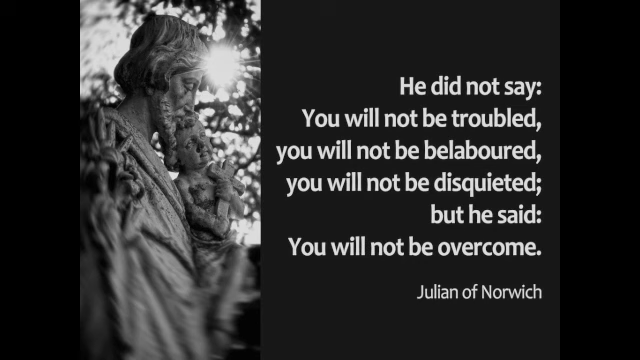 He did not say:
You will not be troubled,
you will not be belaboured,
you will not be disquieted;
but he said:
You will not be overcome.
Julian of Norwich